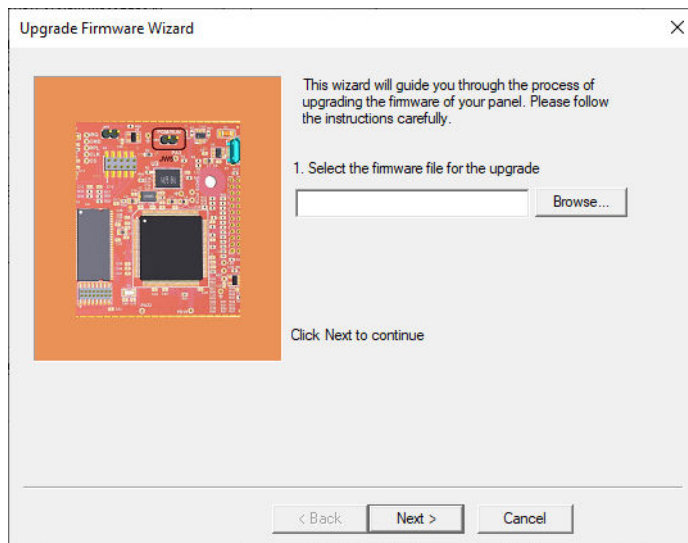 Upgrade Firmware Wizard
This wizard will guide you through the process of
upgrading the firmware of your panel. Please follow
the instructions carefully.
1. Select the firmware file for the upgrade
Browse...
Click Next to continue
< Back
Next >
Cancel